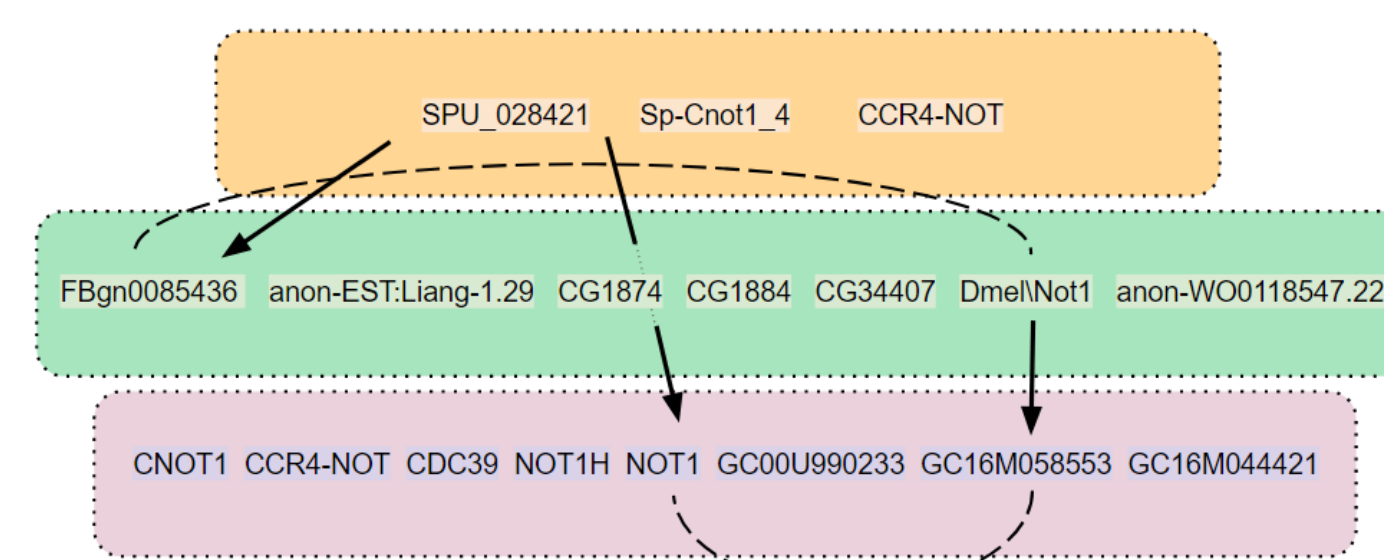 SPU_028421 Sp-Cnot1_4 CCR4-NOT
FBgn0085436 anon-EST:Liang-1.29 CG1874 CG1884 CG34407 Dmel\Not1 anon-WO0118547.22
CNOT1 CCR4-NOT CDC39 NOT1H NOT1 GC00U990233 GC16M058553 GC16M044421